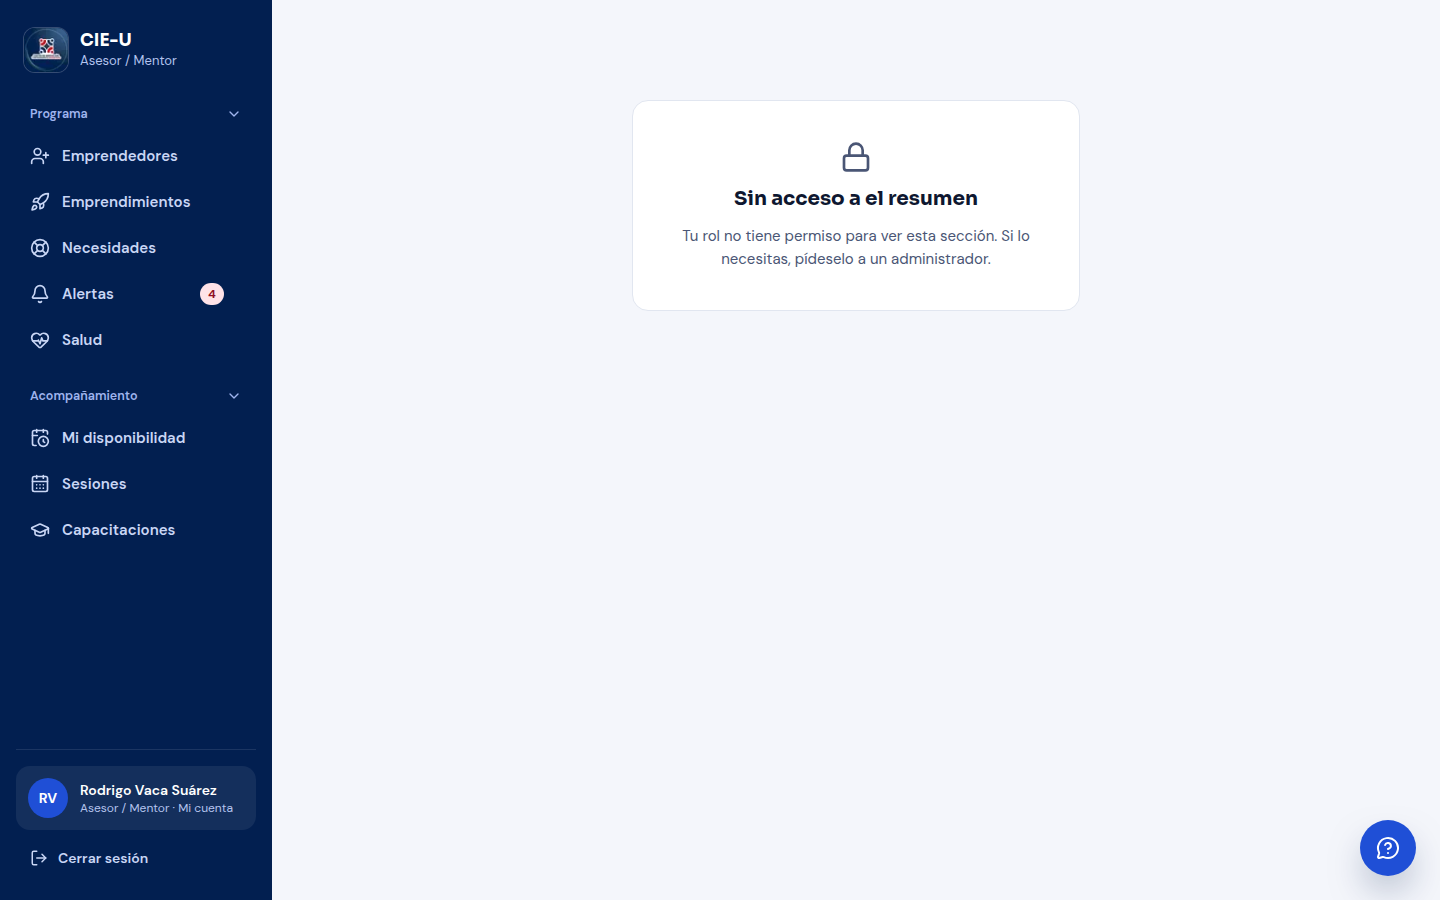 CIE-U
Asesor / Mentor
Programa
Emprendedores
Emprendimientos
Necesidades
Alertas
4
Salud
Acompañamiento
Mi disponibilidad
Sesiones
Capacitaciones
RV
Rodrigo Vaca Suárez
Asesor / Mentor · Mi cuenta
Cerrar sesión
Sin acceso a el resumen
Tu rol no tiene permiso para ver esta sección. Si lo
necesitas, pídeselo a un administrador.